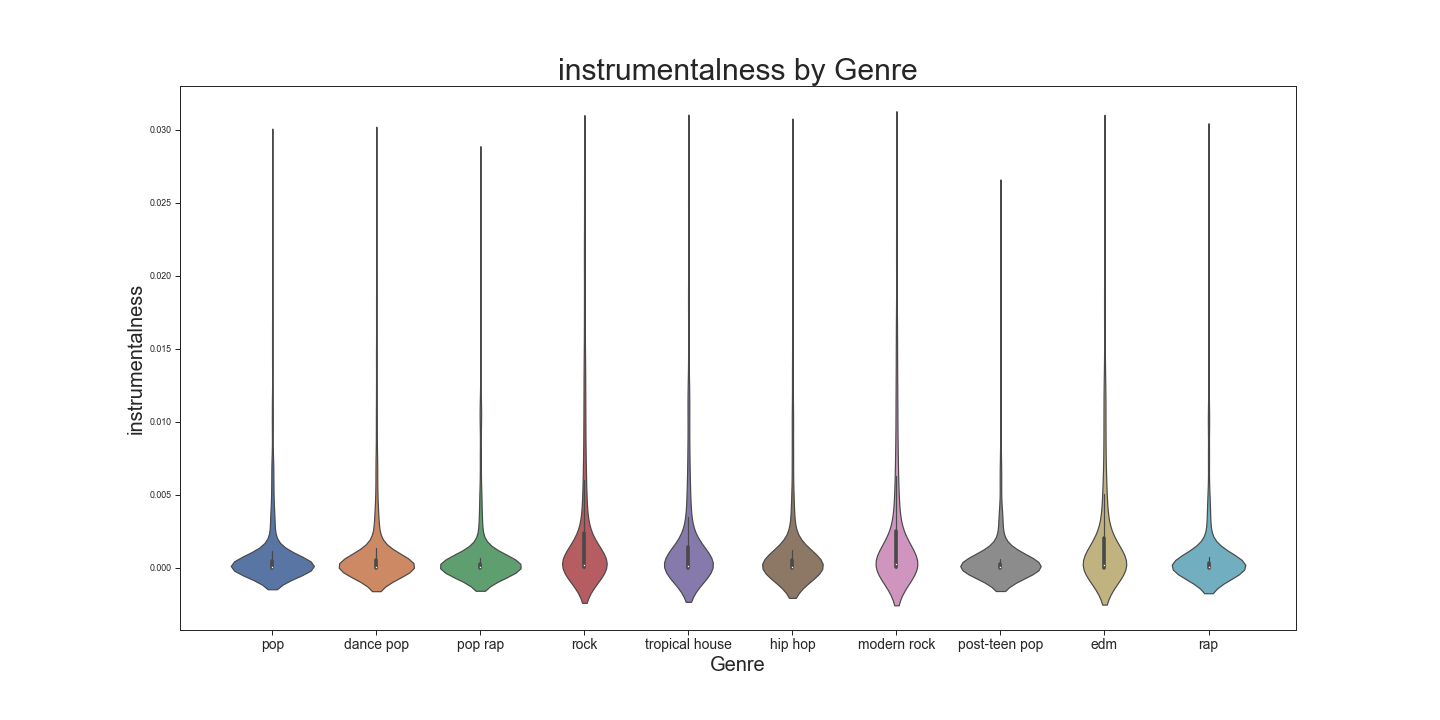 instrumentalness by Genre
0.030
0.025
0.020
0.015
0.010
0.005
0.000
instrumentalness
pop dance pop pop rap rock tropical house hip hop modern rock post-teen pop edm rap
Genre